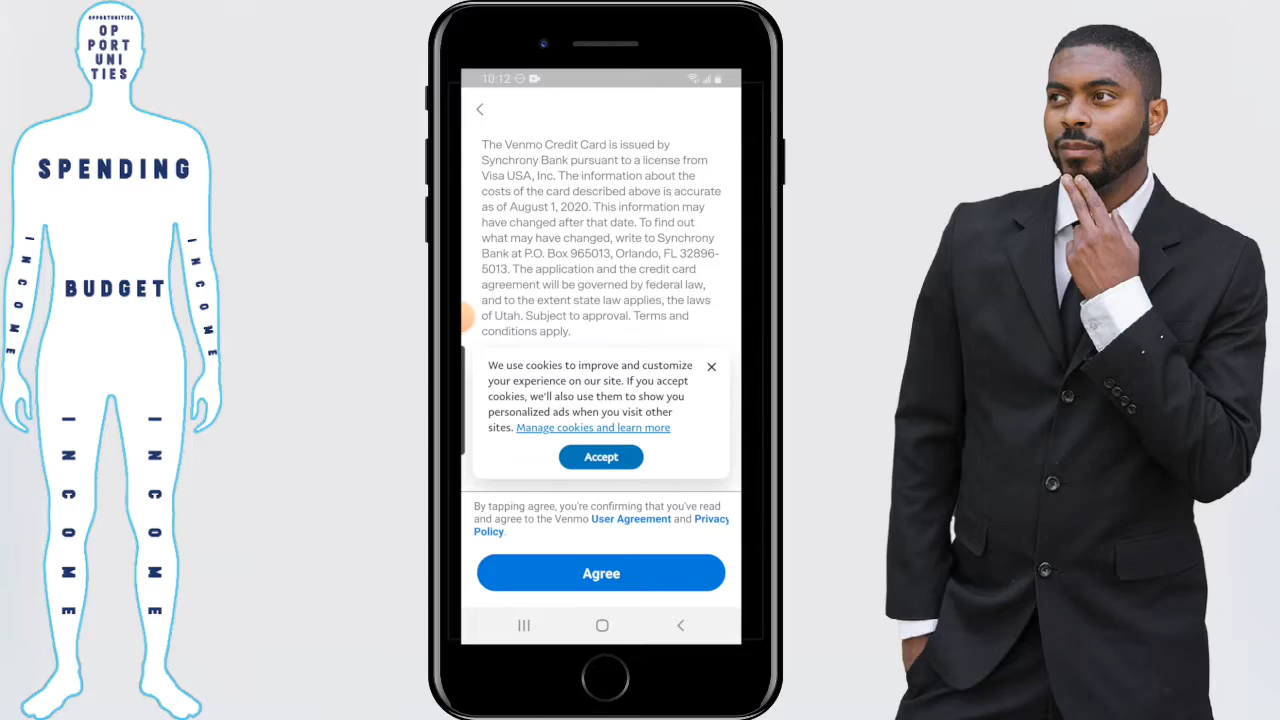 OPPORTUNITIES
OP
PORT
UNI
TIES
SPENDING
BUDGET
INCOME
INCOME
INCOME
INCOME
10:12
The Venmo Credit Card is issued by
Synchrony Bank pursuant to a license from
Visa USA, Inc. The information about the
costs of the card described above is accurate
as of August 1, 2020. This information may
have changed after that date. To find out
what may have changed, write to Synchrony
Bank at P.O. Box 965013, Orlando, FL 32896-
5013. The application and the credit card
agreement will be governed by federal law,
and to the extent state law applies, the laws
of Utah. Subject to approval. Terms and
conditions apply.
We use cookies to improve and customize
your experience on our site. If you accept
cookies, we'll also use them to show you
personalized ads when you visit other
sites. Manage cookies and learn more
Accept
By tapping agree, you're confirming that you've read
and agree to the Venmo User Agreement and Privacy
Policy.
Agree